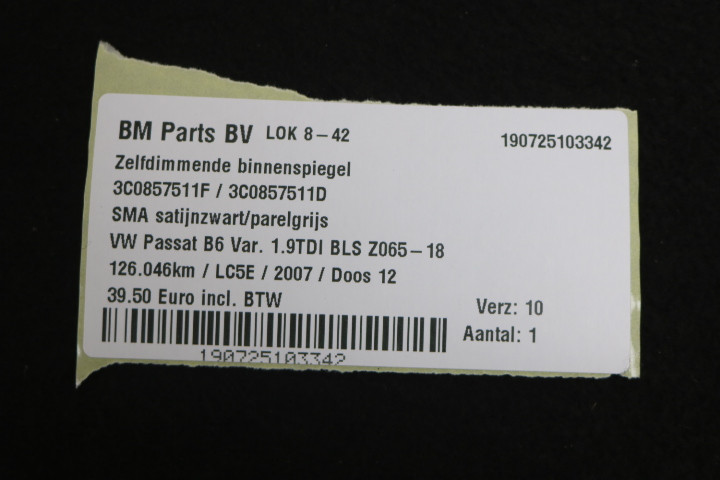 BM Parts BV LOK 8-42 190725103342
Zelfdimmende binnenspiegel
3C0857511F / 3C0857511D
SMA satijnzwart/parelgrijs
VW Passat B6 Var. 1.9TDI BLS Z065-18
126.046km / LC5E / 2007 / Doos 12
39.50 Euro incl. BTW
Verz: 10
Aantal: 1
190725103342